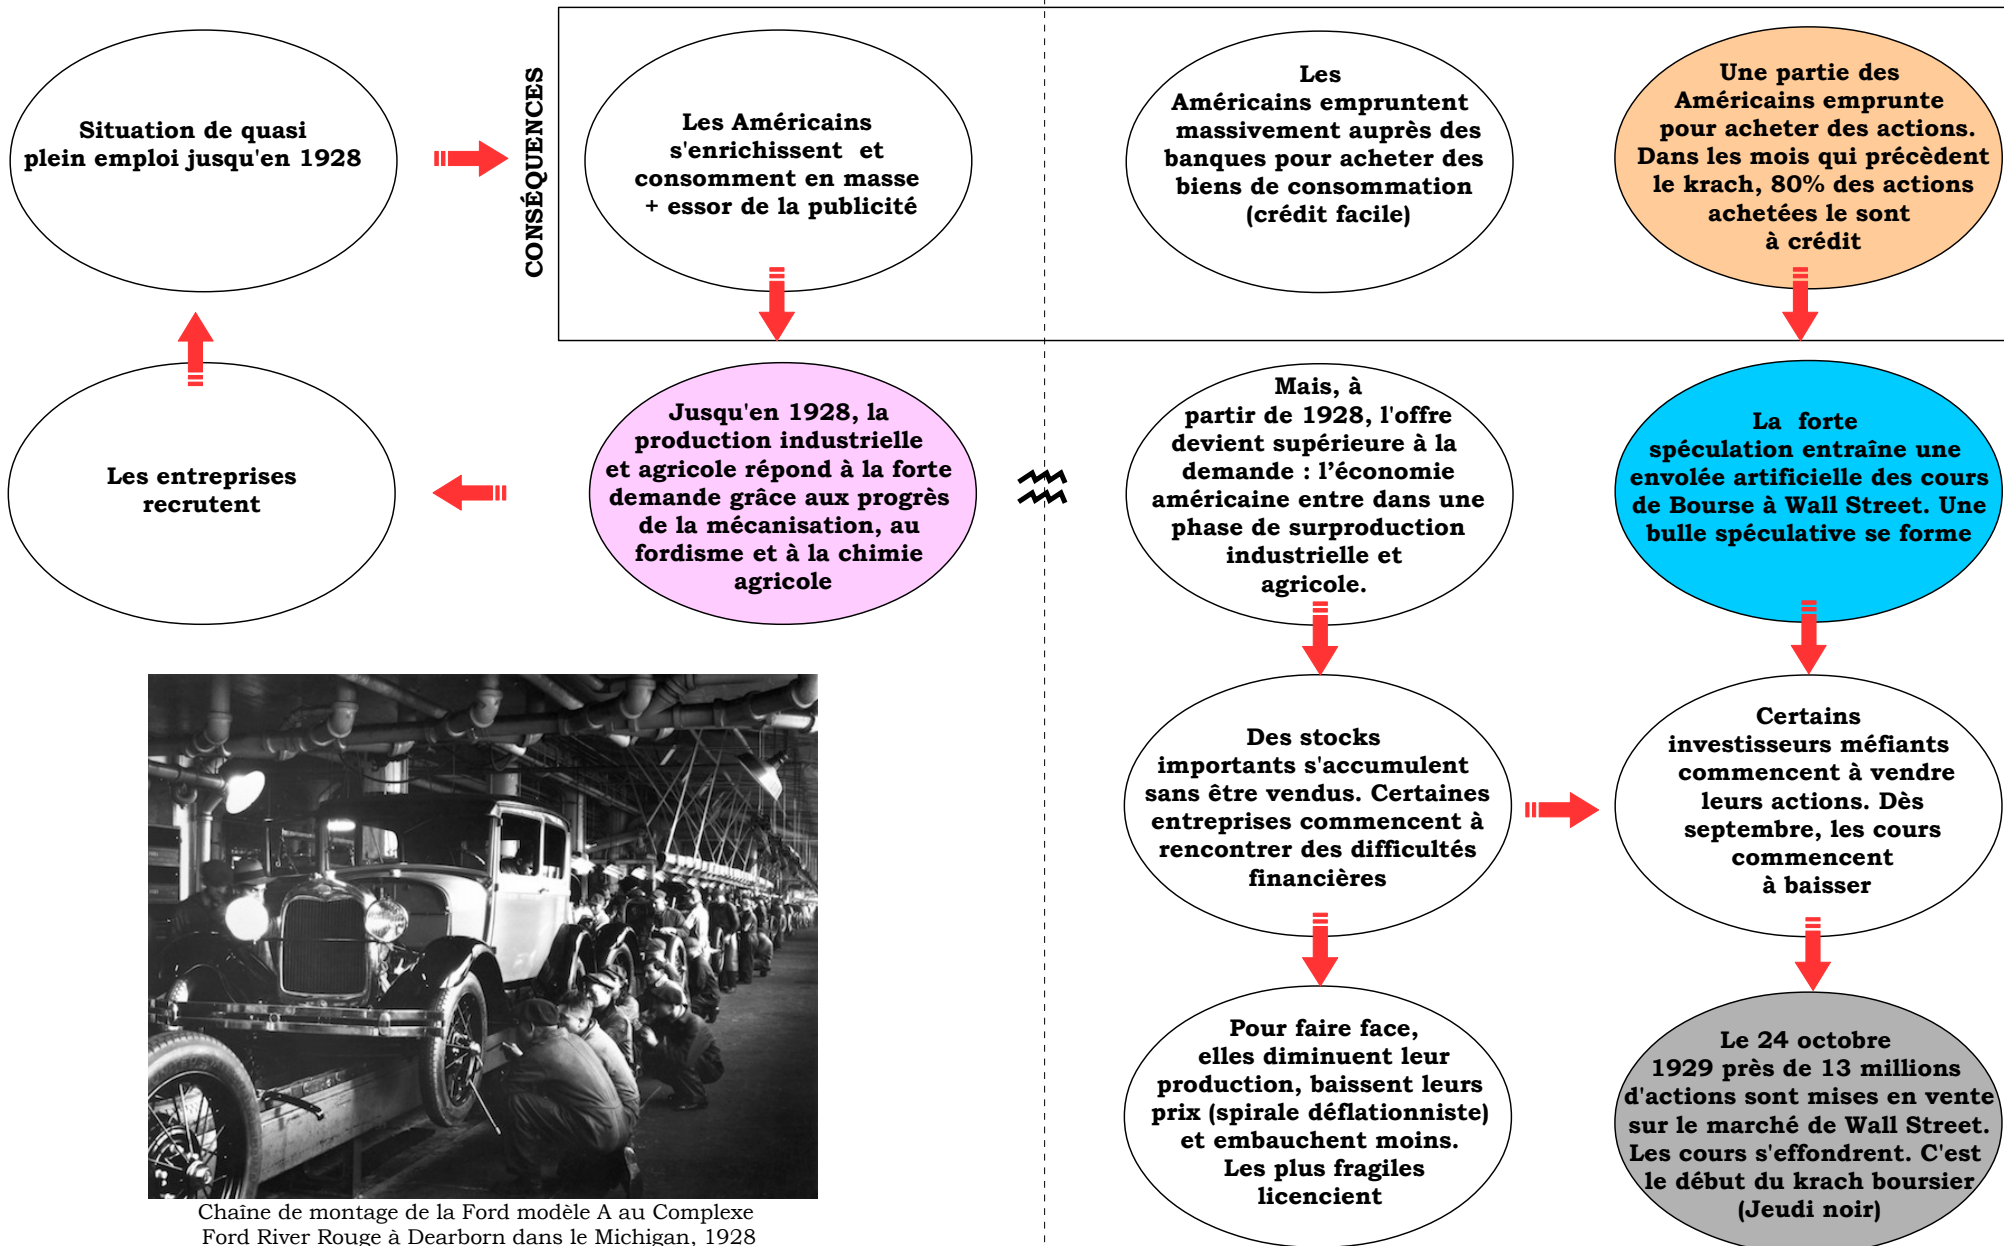 Situation de quasi
plein emploi jusqu'en 1928
CONSÉQUENCES
Les Américains
s'enrichissent et
consomment en masse
+ essor de la publicité
Les
Américains empruntent
massivement auprès des
banques pour acheter des
biens de consommation
(crédit facile)
Une partie des
Américains emprunte
pour acheter des actions.
Dans les mois qui précèdent
le krach, 80% des actions
achetées le sont
à crédit
Les entreprises
recrutent
Jusqu'en 1928, la
production industrielle
et agricole répond à la forte
demande grâce aux progrès
de la mécanisation, au
fordisme et à la chimie
agricole
Mais, à
partir de 1928, l'offre
devient supérieure à la
demande : l’économie
américaine entre dans une
phase de surproduction
industrielle et
agricole.
La forte
spéculation entraîne une
envolée artificielle des cours
de Bourse à Wall Street. Une
bulle spéculative se forme
Des stocks
importants s'accumulent
sans être vendus. Certaines
entreprises commencent à
rencontrer des difficultés
financières
Certains
investisseurs méfiants
commencent à vendre
leurs actions. Dès
septembre, les cours
commencent
à baisser
Pour faire face,
elles diminuent leur
production, baissent leurs
prix (spirale déflationniste)
et embauchent moins.
Les plus fragiles
licencient
Le 24 octobre
1929 près de 13 millions
d'actions sont mises en vente
sur le marché de Wall Street.
Les cours s'effondrent. C'est
le début du krach boursier
(Jeudi noir)
Chaîne de montage de la Ford modèle A au Complexe
Ford River Rouge à Dearborn dans le Michigan, 1928